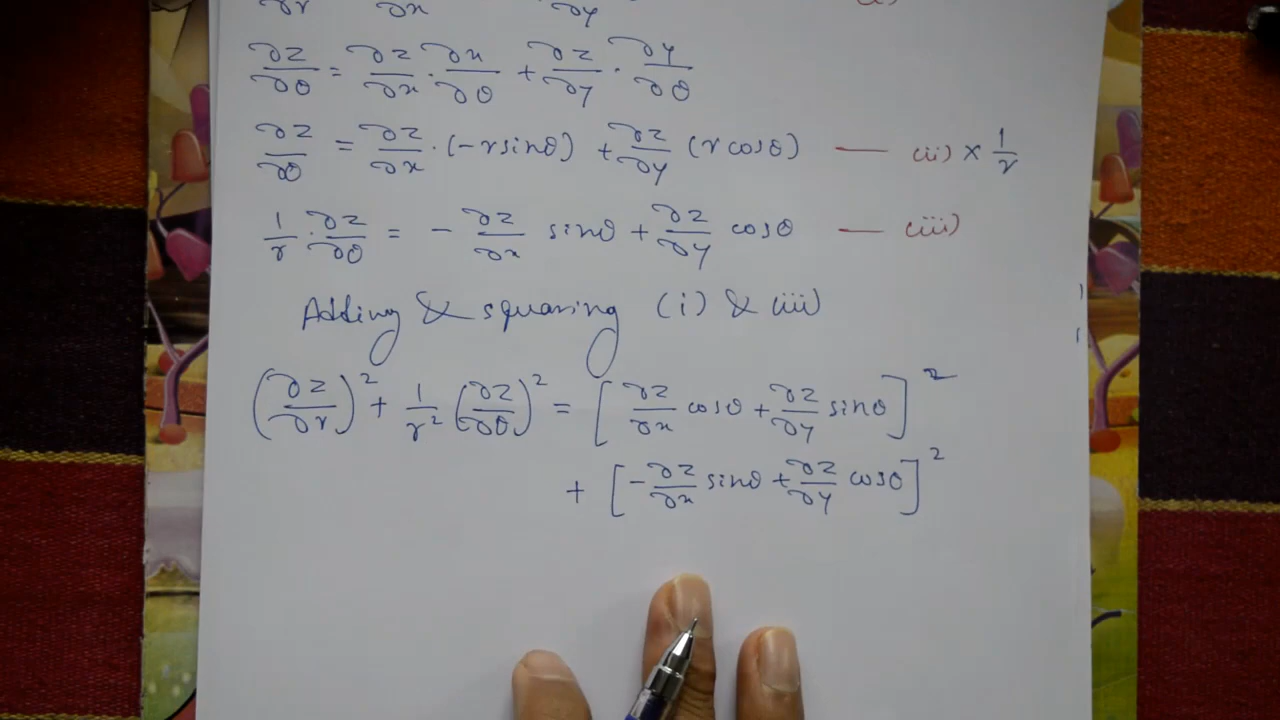 ∂r ∂x ∂y
∂z/∂θ = ∂z/∂x · ∂x/∂θ + ∂z/∂y · ∂y/∂θ
∂z/∂θ = ∂z/∂x · (-r sinθ) + ∂z/∂y (r cosθ) — (ii) × 1/r
1/r · ∂z/∂θ = - ∂z/∂x sinθ + ∂z/∂y cosθ — (iii)
Adding & squaring (i) & (iii)
(∂z/∂r)² + 1/r² (∂z/∂θ)² = [∂z/∂x cosθ + ∂z/∂y sinθ]²
+ [-∂z/∂x sinθ + ∂z/∂y cosθ]²